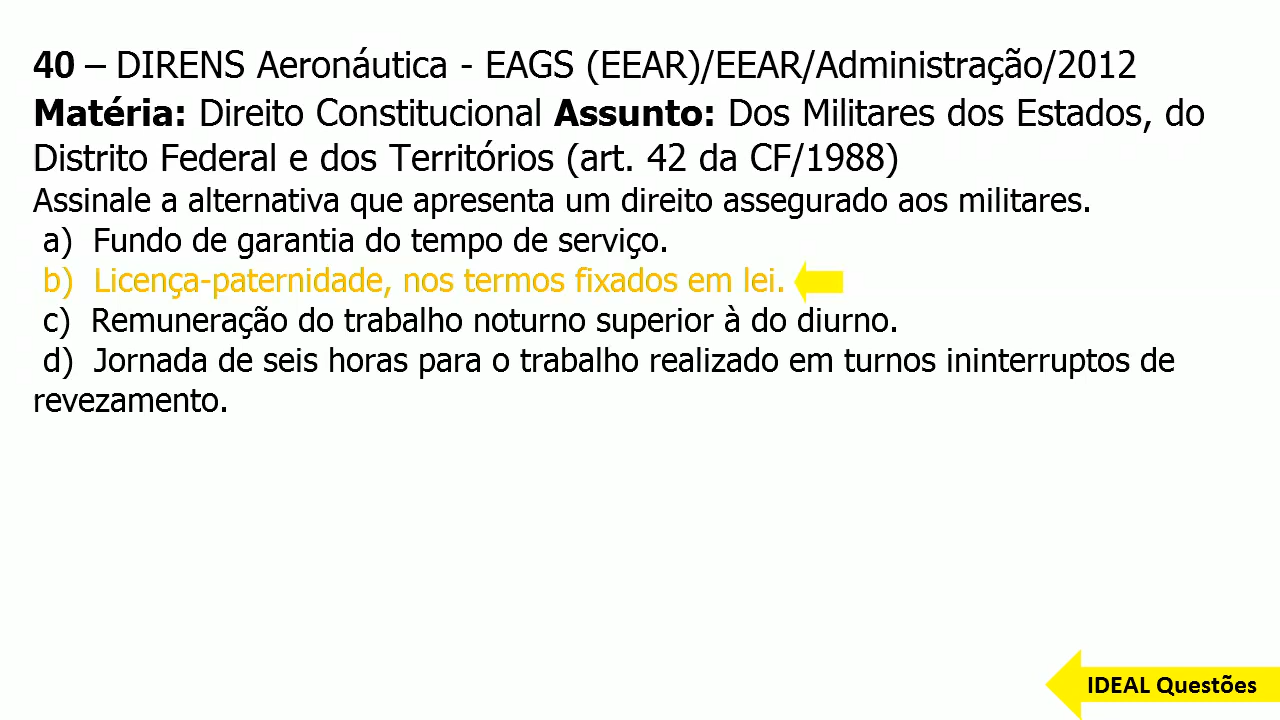 40 – DIRENS Aeronáutica - EAGS (EEAR)/EEAR/Administração/2012
Matéria: Direito Constitucional Assunto: Dos Militares dos Estados, do
Distrito Federal e dos Territórios (art. 42 da CF/1988)
Assinale a alternativa que apresenta um direito assegurado aos militares.
a) Fundo de garantia do tempo de serviço.
b) Licença-paternidade, nos termos fixados em lei.
c) Remuneração do trabalho noturno superior à do diurno.
d) Jornada de seis horas para o trabalho realizado em turnos ininterruptos de
revezamento.
IDEAL Questões